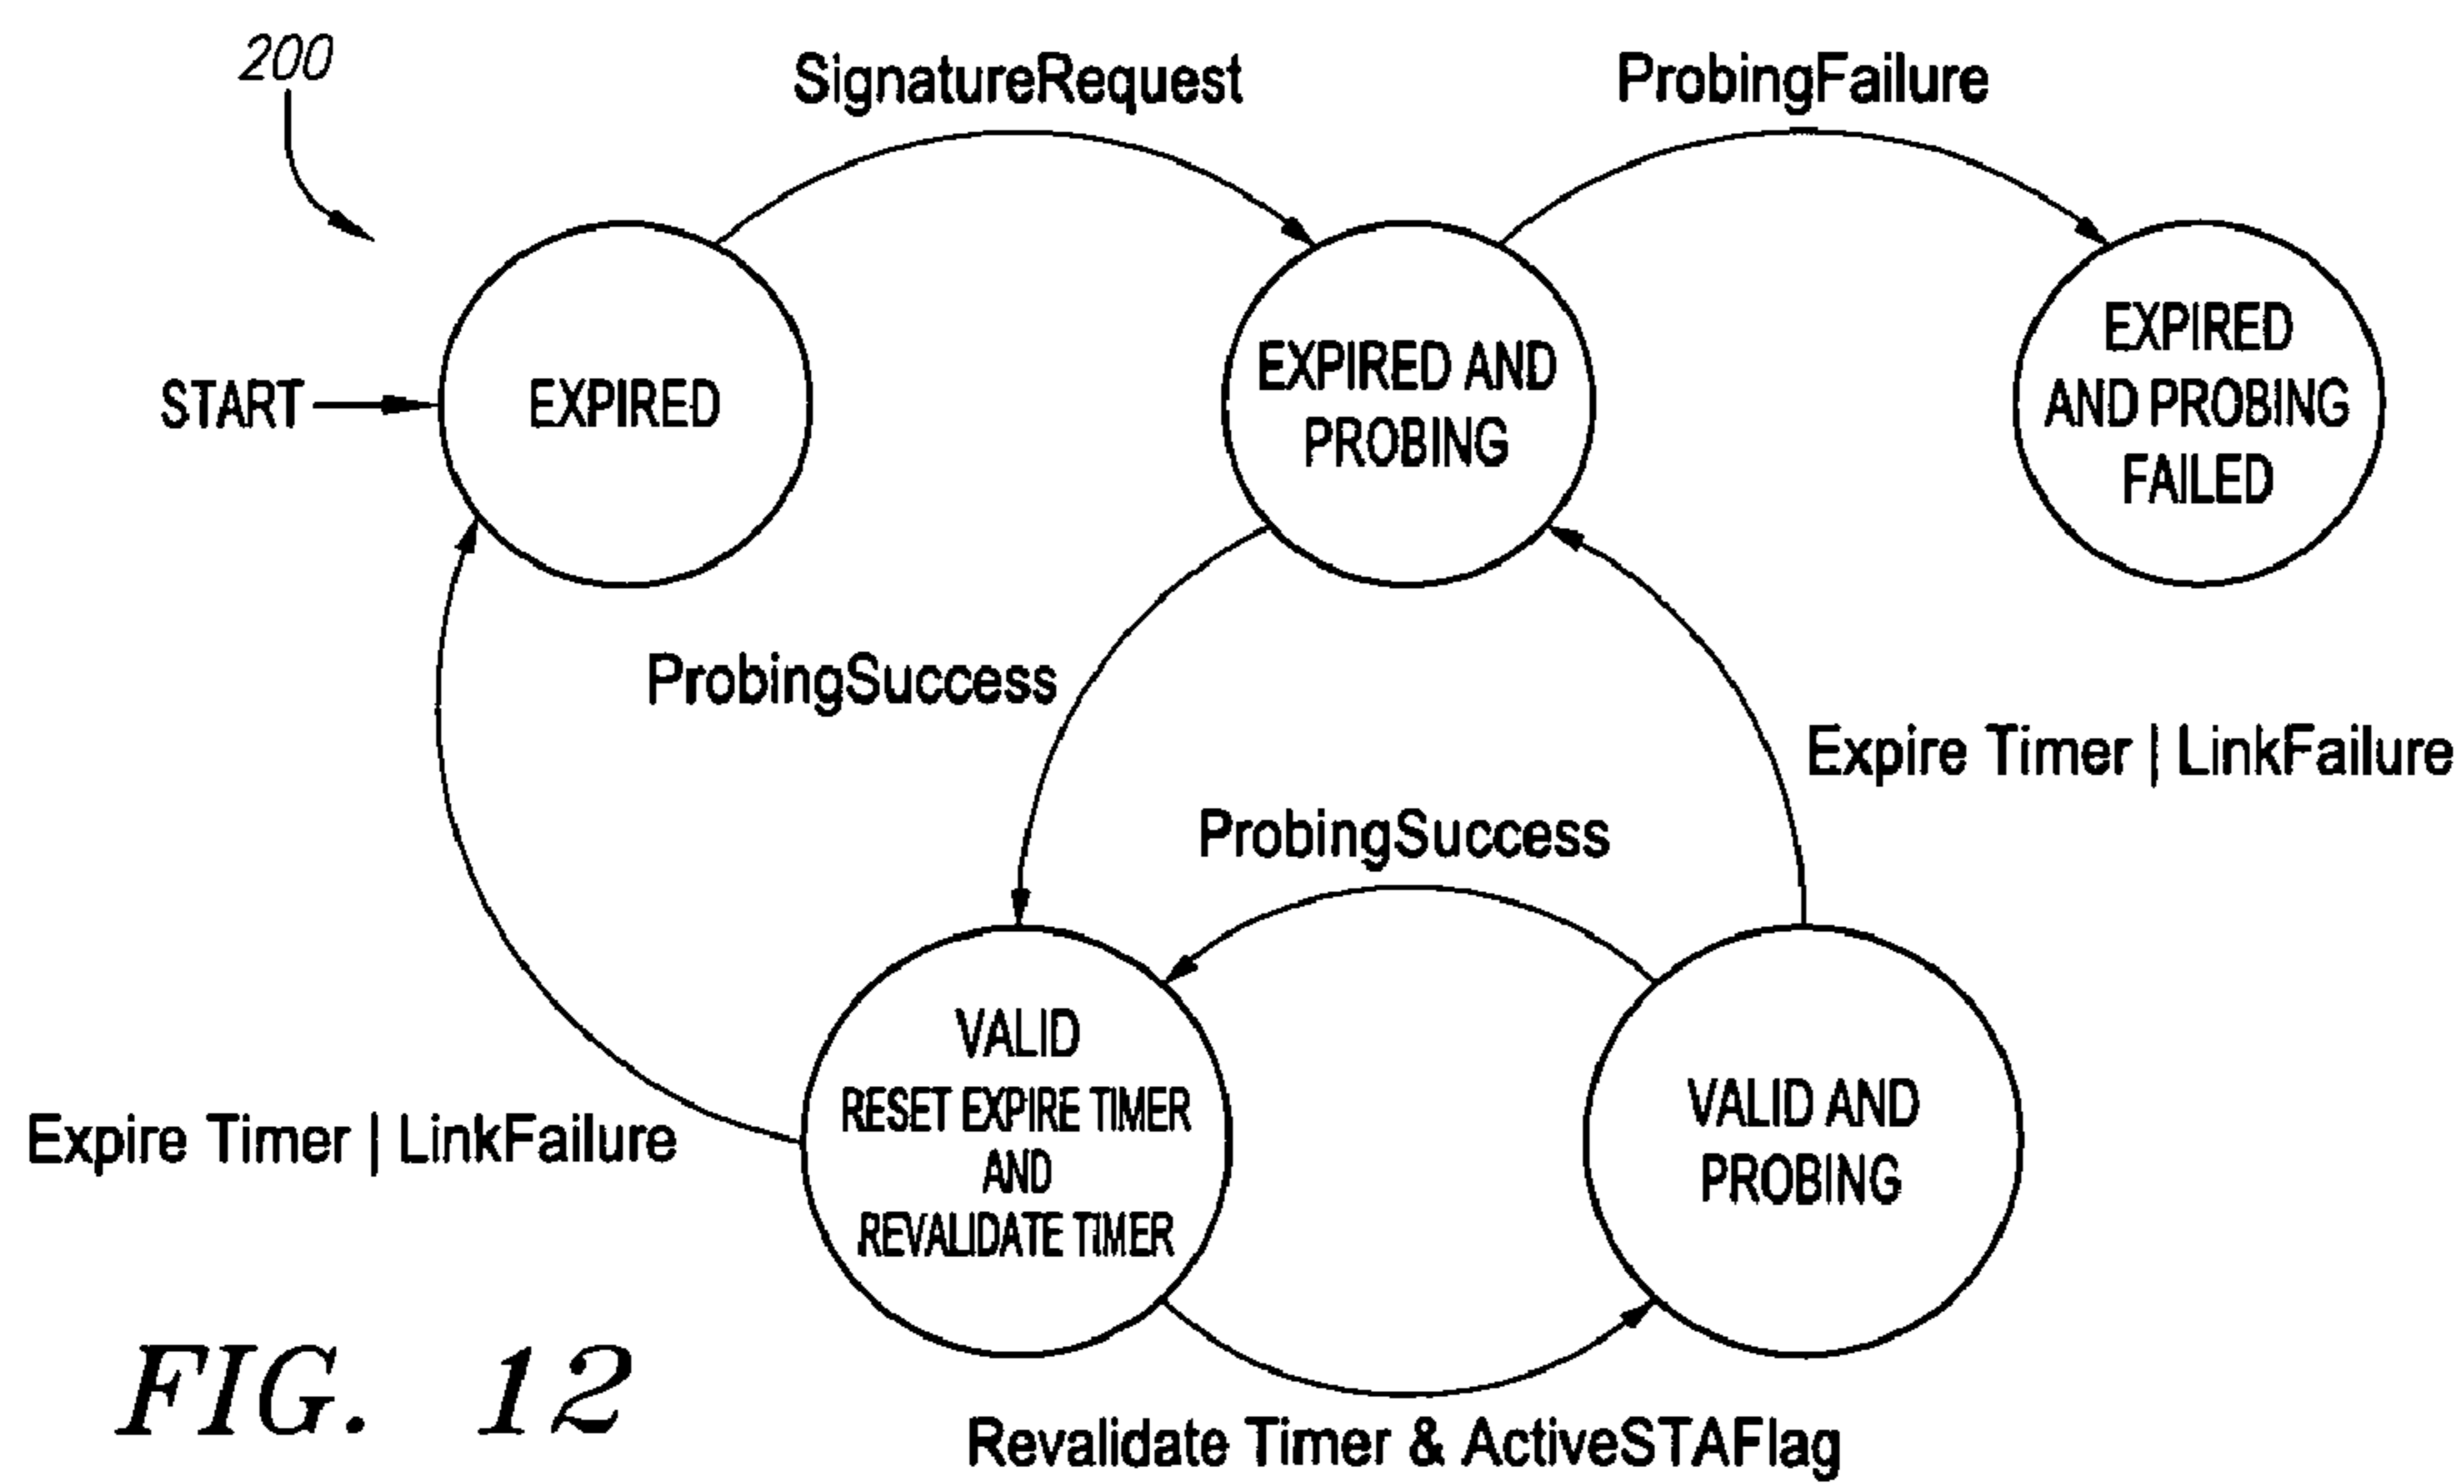 200
SignatureRequest
ProbingFailure
START
EXPIRED
EXPIRED AND
PROBING
EXPIRED
AND PROBING
FAILED
ProbingSuccess
Expire Timer | LinkFailure
ProbingSuccess
Expire Timer | LinkFailure
VALID
RESET EXPIRE TIMER
AND
REVALIDATE TIMER
VALID AND
PROBING
Revalidate Timer & ActiveSTAFlag
FIG. 12